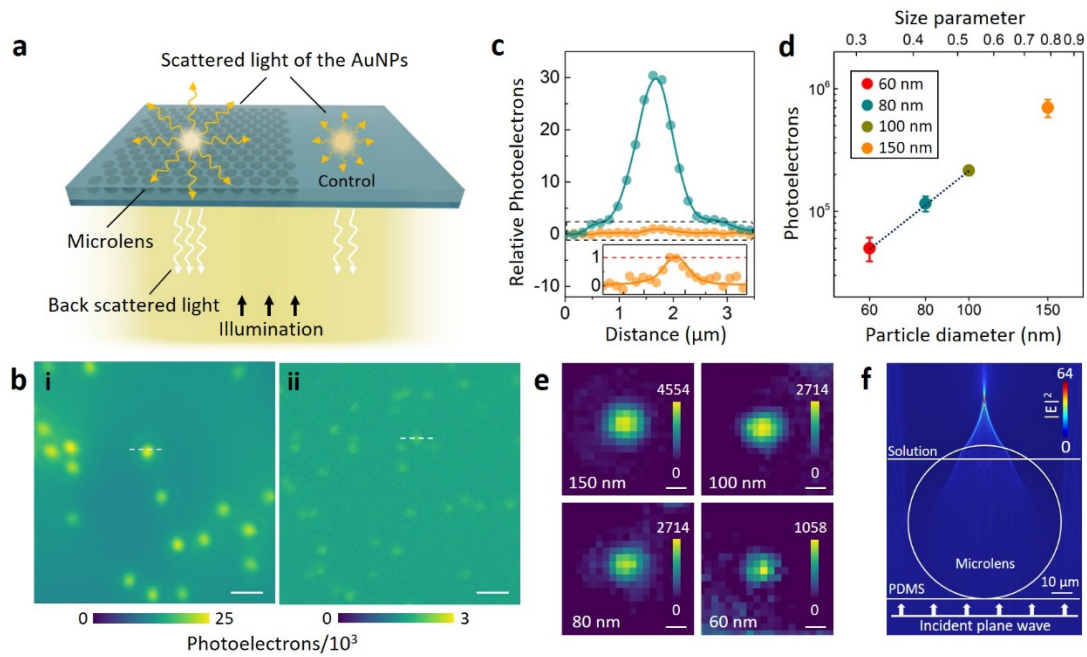 a
Scattered light of the AuNPs
Control
Microlens
Back scattered light
Illumination
b
i
ii
0
25
0
3
Photoelectrons/10³
c
Relative Photoelectrons
30
20
10
0
-10
1
0
0
1
2
3
Distance (μm)
d
Size parameter
0.3
0.4
0.5
0.6
0.7
0.8
0.9
Photoelectrons
10⁶
10⁵
60 nm
80 nm
100 nm
150 nm
60
80
100
150
Particle diameter (nm)
e
4554
0
150 nm
2714
0
100 nm
2714
0
80 nm
1058
0
60 nm
f
64
|E|²
0
Solution
Microlens
PDMS
10 μm
Incident plane wave